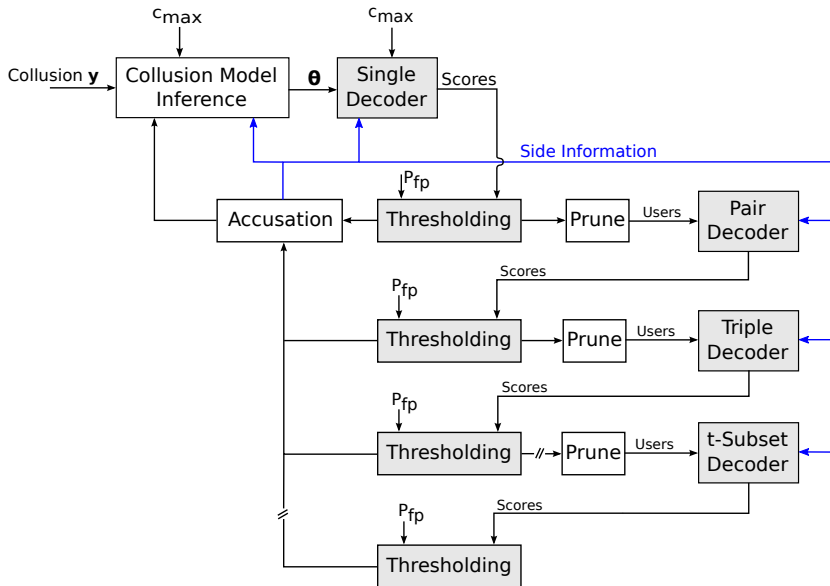 c_max
c_max
Collusion y
Collusion Model
Inference
θ
Single
Decoder
Scores
Side Information
P_fp
Accusation
Thresholding
Prune
Users
Pair
Decoder
Scores
P_fp
Thresholding
Prune
Users
Triple
Decoder
Scores
P_fp
Thresholding
Prune
Users
t-Subset
Decoder
Scores
P_fp
Thresholding